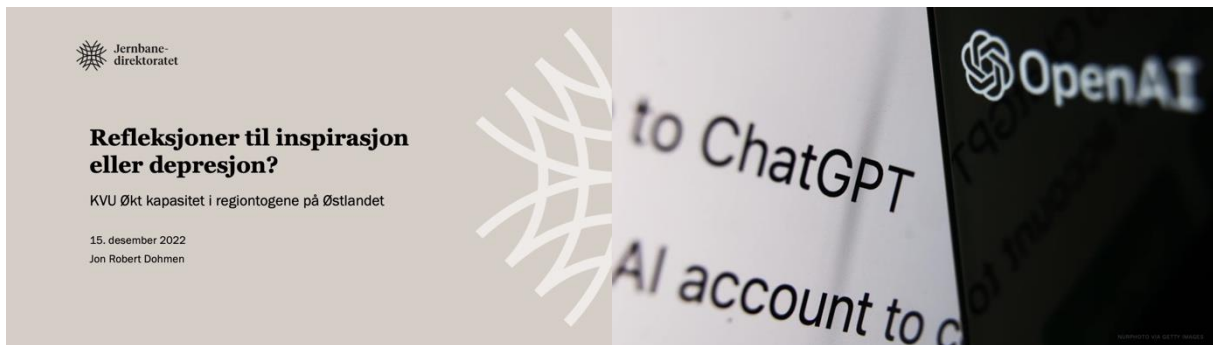 Jernbane-
direktoratet
Refleksjoner til inspirasjon
eller depresjon?
KVU Økt kapasitet i regiontogene på Østlandet
15. desember 2022
Jon Robert Dohmen
to ChatGPT
AI account to c
OpenAI